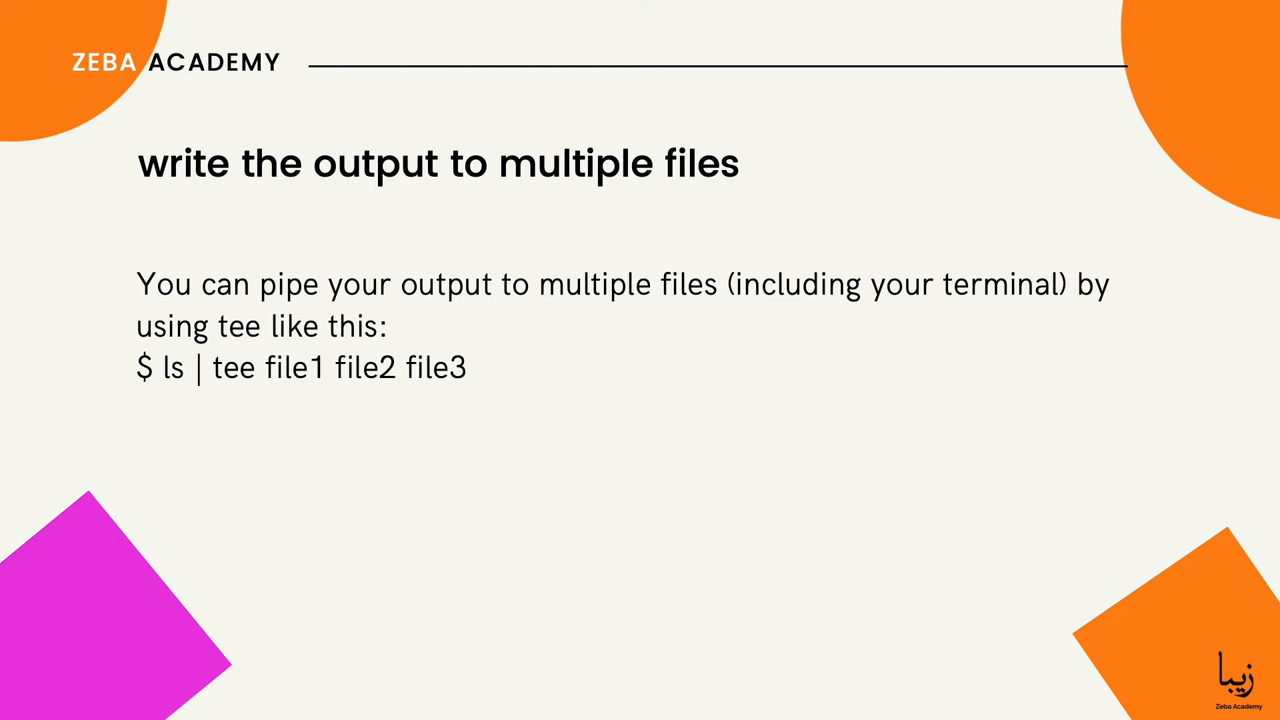 ZEBA ACADEMY
write the output to multiple files
You can pipe your output to multiple files (including your terminal) by
using tee like this:
$ ls | tee file1 file2 file3
زیبا
Zeba Academy